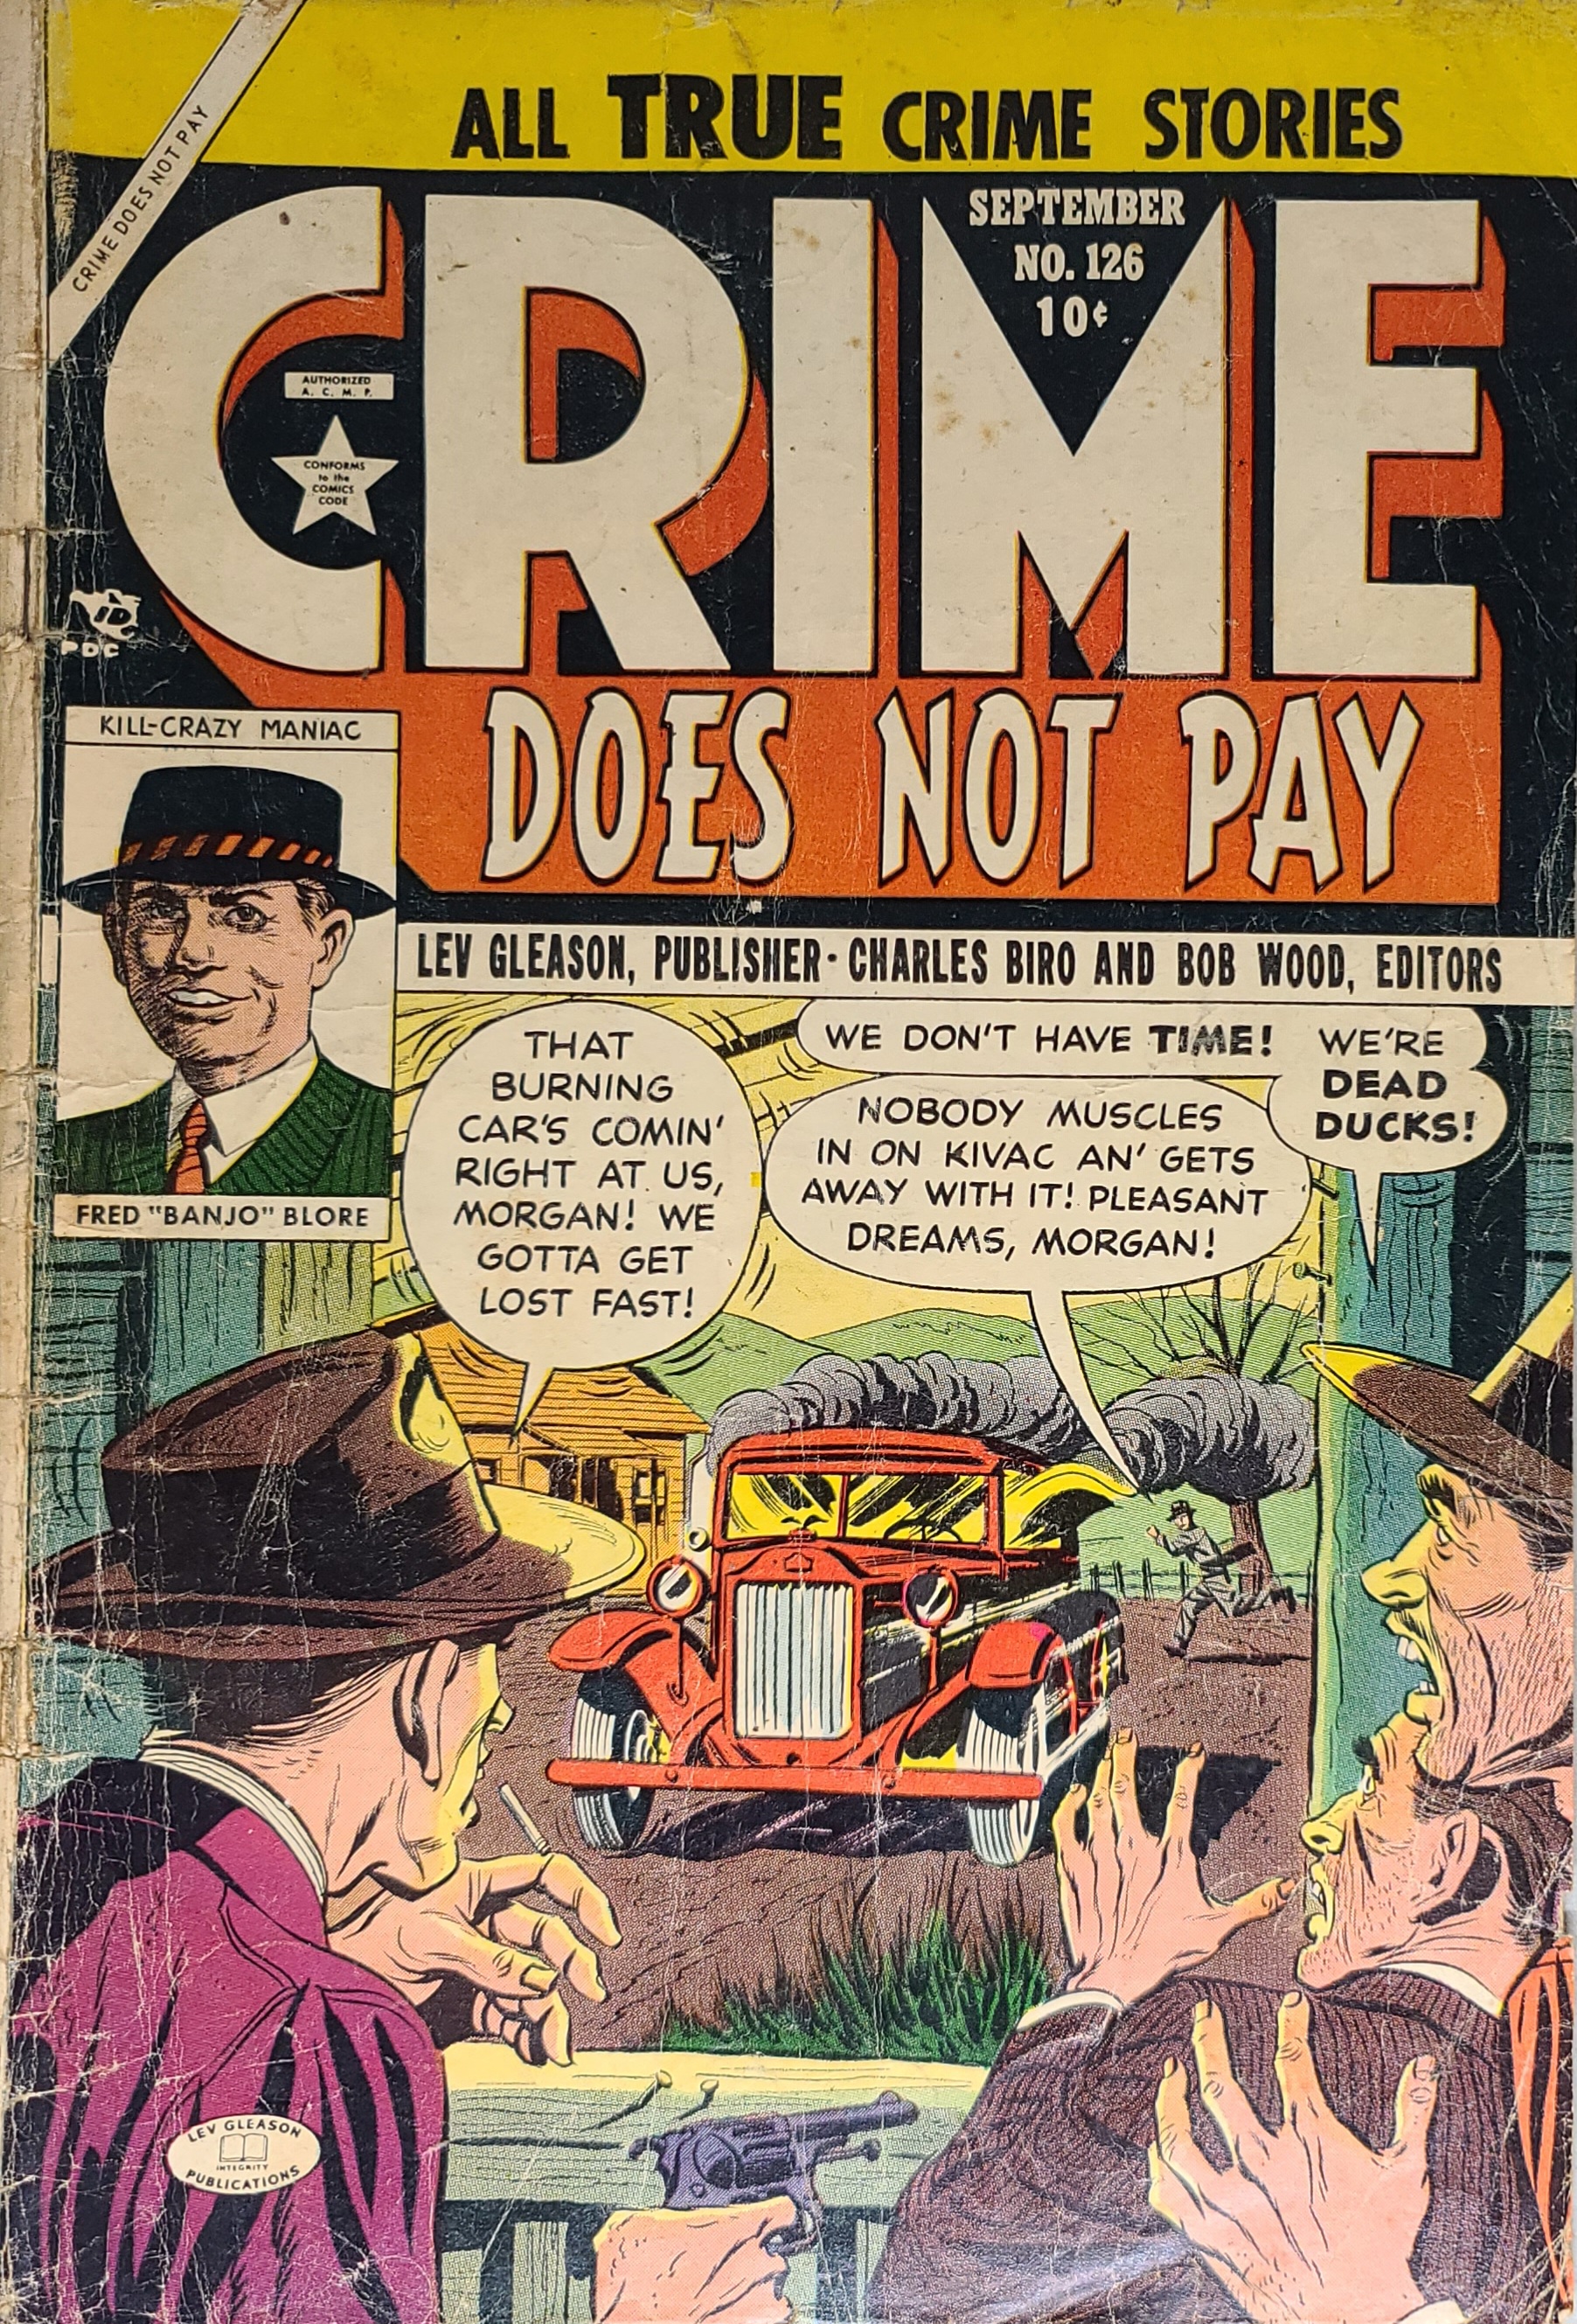 ALL TRUE CRIME STORIES
CRIME DOES NOT PAY
CRIME
SEPTEMBER
NO. 126
10¢
AUTHORIZED
A. C. M. P.
CONFORMS
to the
COMICS
CODE
PDC
DOES NOT PAY
KILL-CRAZY MANIAC
FRED "BANJO" BLORE
LEV GLEASON, PUBLISHER · CHARLES BIRO AND BOB WOOD, EDITORS
THAT
BURNING
CAR'S COMIN'
RIGHT AT US,
MORGAN! WE
GOTTA GET
LOST FAST!
WE DON'T HAVE TIME!
NOBODY MUSCLES
IN ON KIVAC AN' GETS
AWAY WITH IT! PLEASANT
DREAMS, MORGAN!
WE'RE
DEAD
DUCKS!
LEV GLEASON
INTEGRITY
PUBLICATIONS